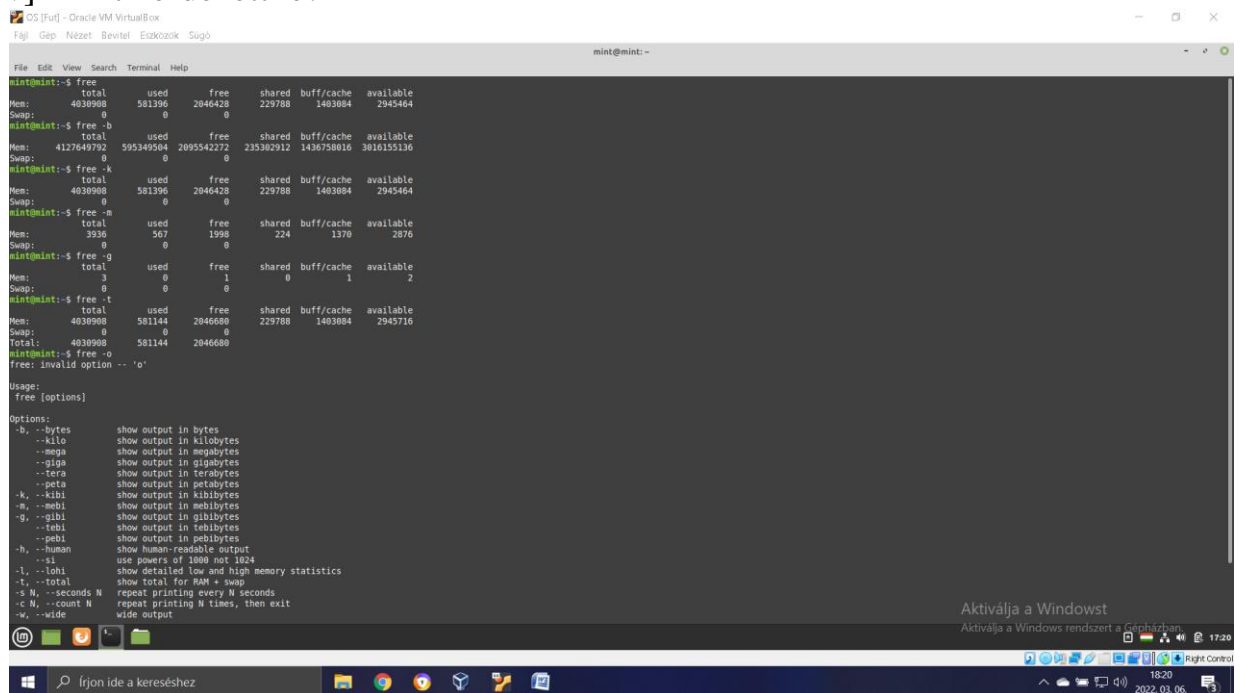 OS [Fut] - Oracle VM VirtualBox
Fájl Gép Nézet Bevitel Eszközök Súgó
mint@mint: ~
File Edit View Search Terminal Help
mint@mint:~$ free
total used free shared buff/cache available
Mem: 4030908 581396 2046428 229788 1403084 2945464
Swap: 0 0 0
mint@mint:~$ free -b
total used free shared buff/cache available
Mem: 4127649792 595349504 2095542272 235302912 1436758016 3016155136
Swap: 0 0 0
mint@mint:~$ free -k
total used free shared buff/cache available
Mem: 4030908 581396 2046428 229788 1403084 2945464
Swap: 0 0 0
mint@mint:~$ free -m
total used free shared buff/cache available
Mem: 3936 567 1998 224 1370 2876
Swap: 0 0 0
mint@mint:~$ free -g
total used free shared buff/cache available
Mem: 3 0 1 0 1 2
Swap: 0 0 0
mint@mint:~$ free -t
total used free shared buff/cache available
Mem: 4030908 581144 2046680 229788 1403084 2945716
Swap: 0 0 0
Total: 4030908 581144 2046680
mint@mint:~$ free -o
free: invalid option -- 'o'
Usage:
free [options]
Options:
-b, --bytes show output in bytes
--kilo show output in kilobytes
--mega show output in megabytes
--giga show output in gigabytes
--tera show output in terabytes
--peta show output in petabytes
-k, --kibi show output in kibibytes
-m, --mebi show output in mebibytes
-g, --gibi show output in gibibytes
--tebi show output in tebibytes
--pebi show output in pebibytes
-h, --human show human-readable output
--si use powers of 1000 not 1024
-l, --lohi show detailed low and high memory statistics
-t, --total show total for RAM + swap
-s N, --seconds N repeat printing every N seconds
-c N, --count N repeat printing N times, then exit
-w, --wide wide output
Aktiválja a Windowst
Aktiválja a Windows rendszert a Gépházban.
17:20
Right Control
Írjon ide a kereséshez
18:20
2022. 03. 06.
3